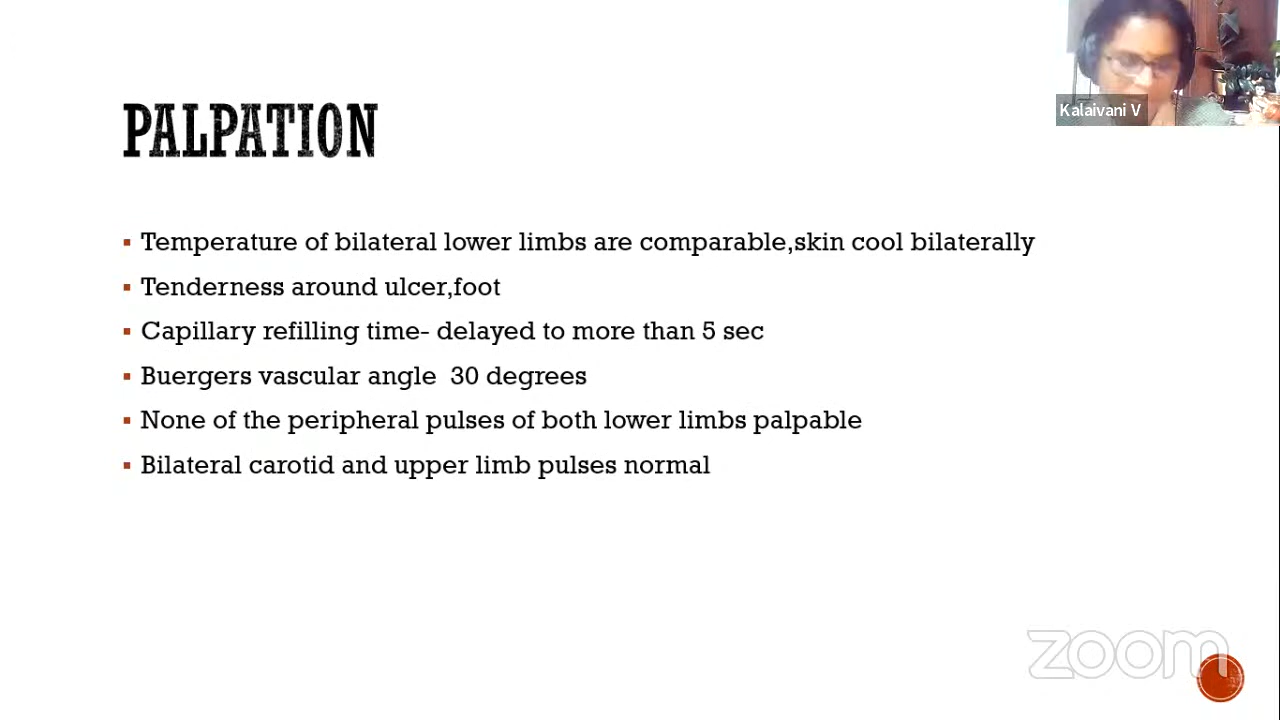 Kalaivani V
PALPATION
Temperature of bilateral lower limbs are comparable,skin cool bilaterally
Tenderness around ulcer,foot
Capillary refilling time- delayed to more than 5 sec
Buergers vascular angle 30 degrees
None of the peripheral pulses of both lower limbs palpable
Bilateral carotid and upper limb pulses normal
zoom